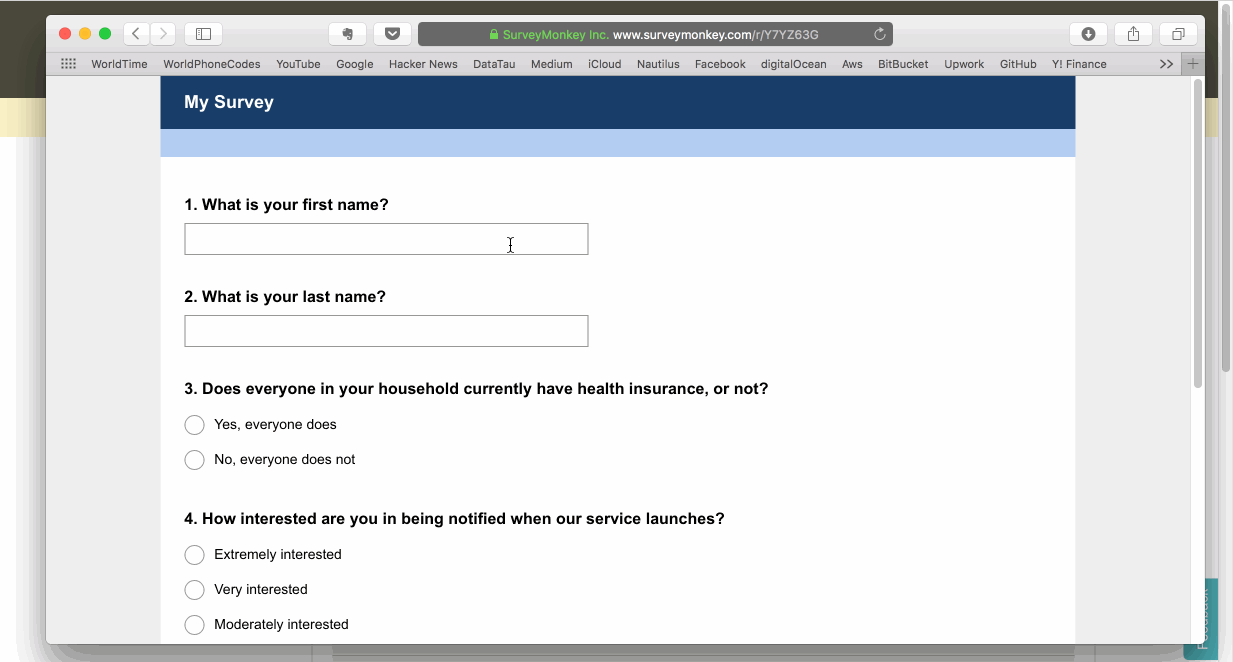 SurveyMonkey Inc. www.surveymonkey.com/r/Y7YZ63G
WorldTime WorldPhoneCodes YouTube Google Hacker News DataTau Medium iCloud Nautilus Facebook digitalOcean Aws BitBucket Upwork GitHub Y! Finance
My Survey
1. What is your first name?
2. What is your last name?
3. Does everyone in your household currently have health insurance, or not?
Yes, everyone does
No, everyone does not
4. How interested are you in being notified when our service launches?
Extremely interested
Very interested
Moderately interested